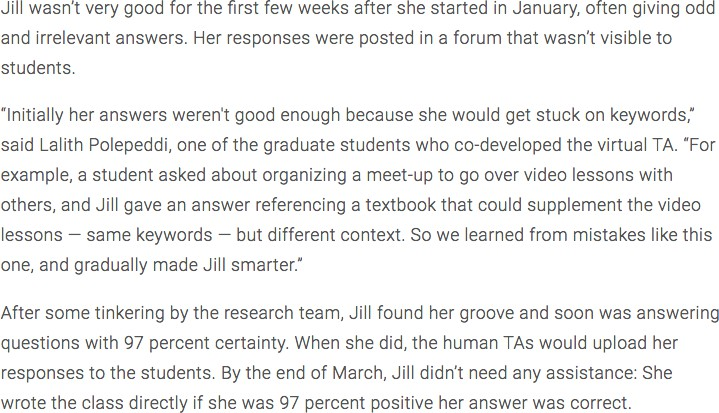 Jill wasn’t very good for the first few weeks after she started in January, often giving odd
and irrelevant answers. Her responses were posted in a forum that wasn’t visible to
students.
“Initially her answers weren't good enough because she would get stuck on keywords,”
said Lalith Polepeddi, one of the graduate students who co-developed the virtual TA. “For
example, a student asked about organizing a meet-up to go over video lessons with
others, and Jill gave an answer referencing a textbook that could supplement the video
lessons — same keywords — but different context. So we learned from mistakes like this
one, and gradually made Jill smarter.”
After some tinkering by the research team, Jill found her groove and soon was answering
questions with 97 percent certainty. When she did, the human TAs would upload her
responses to the students. By the end of March, Jill didn’t need any assistance: She
wrote the class directly if she was 97 percent positive her answer was correct.